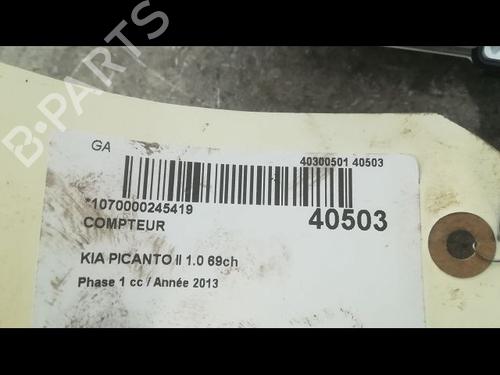 B-PARTS
GA
40300501 40503
*1070000245419
40503
COMPTEUR
KIA PICANTO II 1.0 69ch
Phase 1 cc / Année 2013